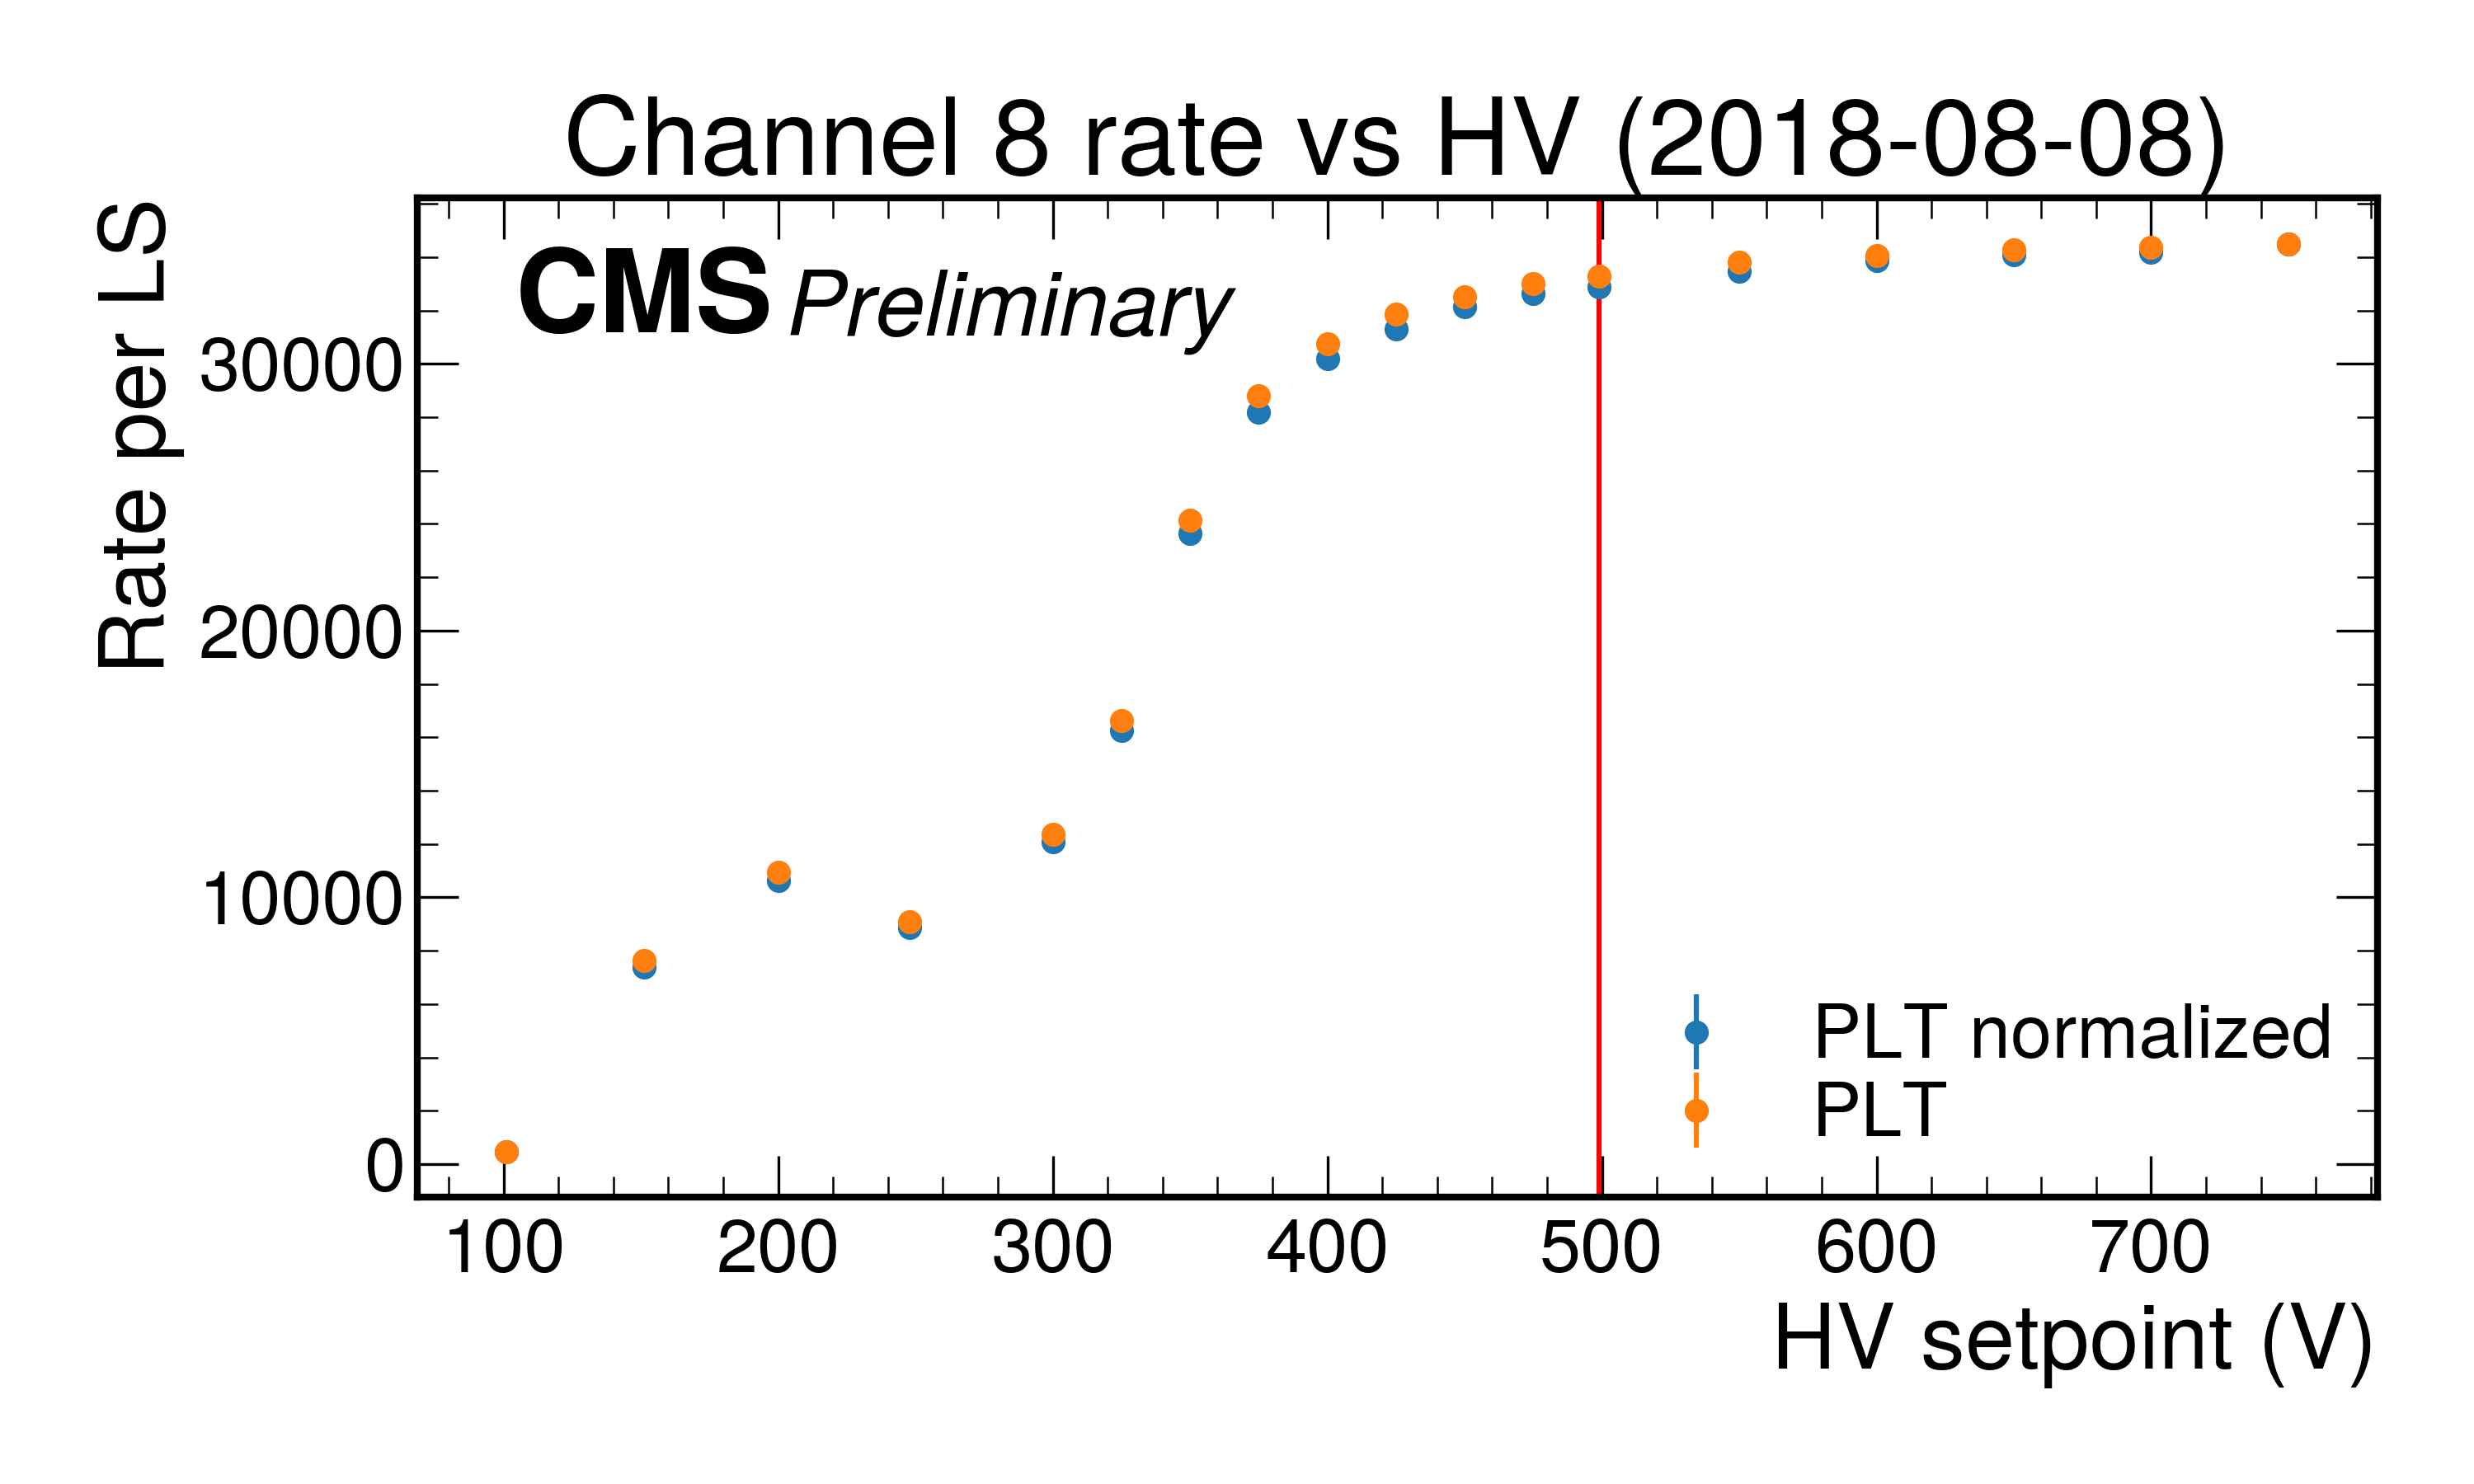 Channel 8 rate vs HV (2018-08-08)
CMS Preliminary
Rate per LS
30000
20000
10000
0
PLT normalized
PLT
100 200 300 400 500 600 700
HV setpoint (V)